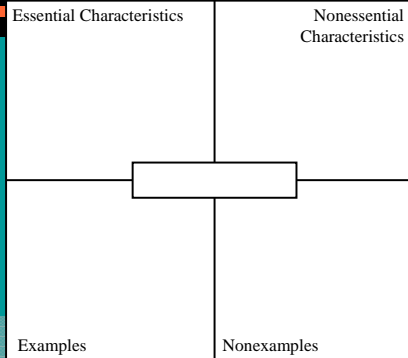 Essential Characteristics
Nonessential
Characteristics
Examples
Nonexamples